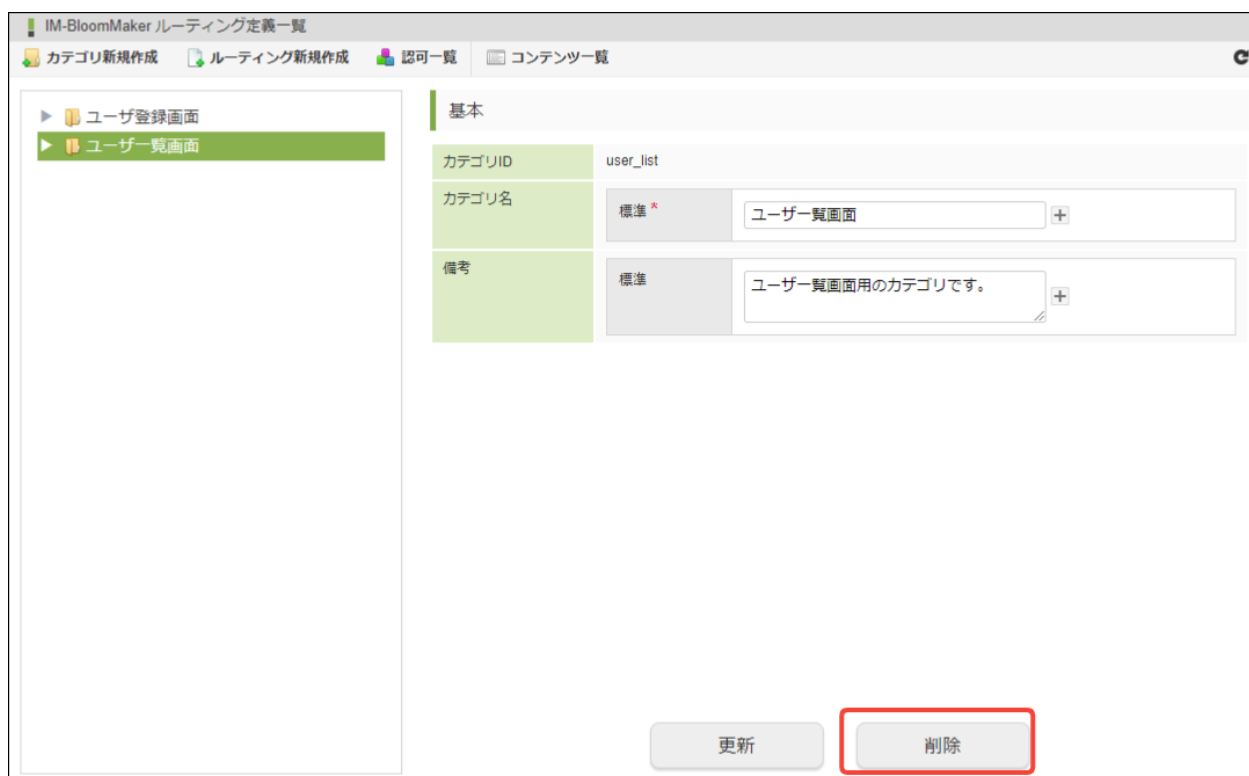 IM-BloomMaker ルーティング定義一覧
カテゴリ新規作成 ルーティング新規作成 認可一覧 コンテンツ一覧
ユーザ登録画面
ユーザ一覧画面
基本
カテゴリID user_list
カテゴリ名 標準 * ユーザ一覧画面
備考 標準 ユーザ一覧画面用のカテゴリです。
更新 削除